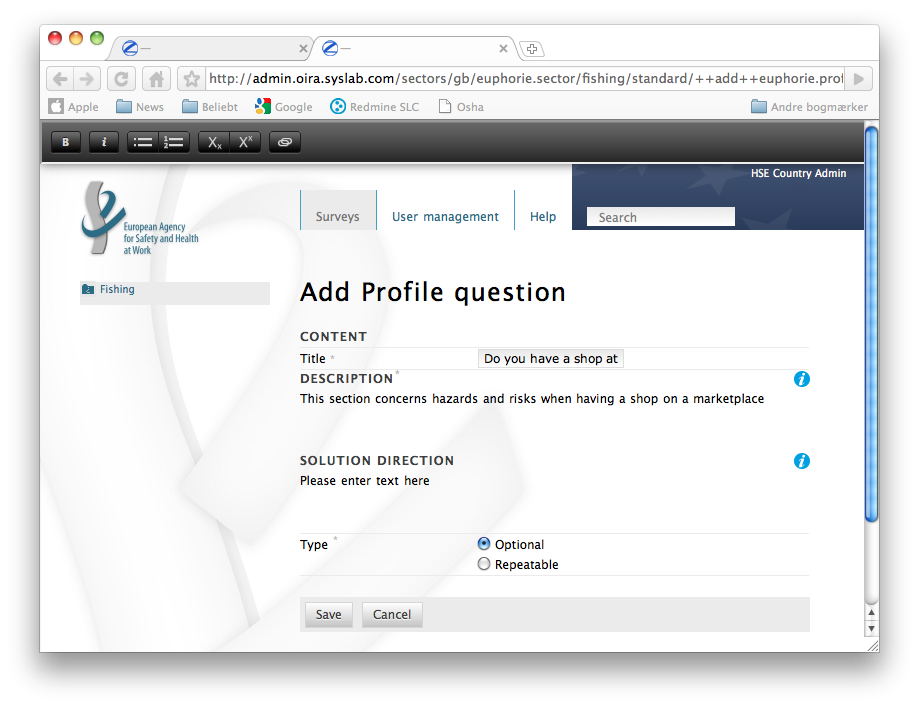 —
—
http://admin.oira.syslab.com/sectors/gb/euphorie.sector/fishing/standard/++add++euphorie.prof
Apple News Beliebt Google Redmine SLC Osha Andre bogmærker
B i Xx Xx
HSE Country Admin
Surveys User management Help Search
European Agency
for Safety and Health
at Work
Fishing
Add Profile question
CONTENT
Title * Do you have a shop at
DESCRIPTION*
This section concerns hazards and risks when having a shop on a marketplace
SOLUTION DIRECTION
Please enter text here
Type * Optional
Repeatable
Save Cancel